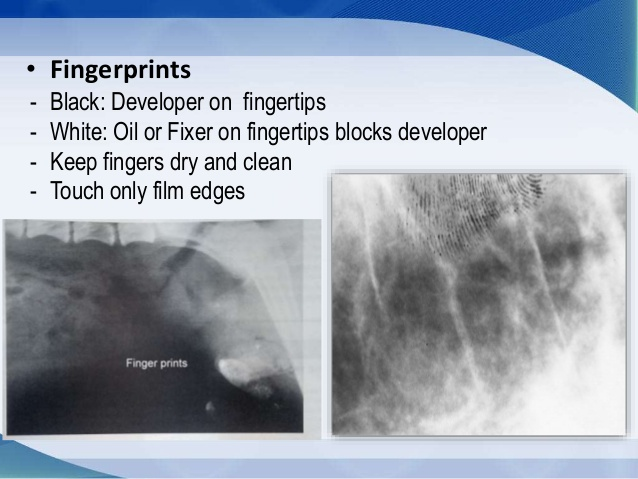 • Fingerprints
- Black: Developer on  fingertips
- White: Oil or Fixer on fingertips blocks developer
- Keep fingers dry and clean
- Touch only film edges
Finger prints